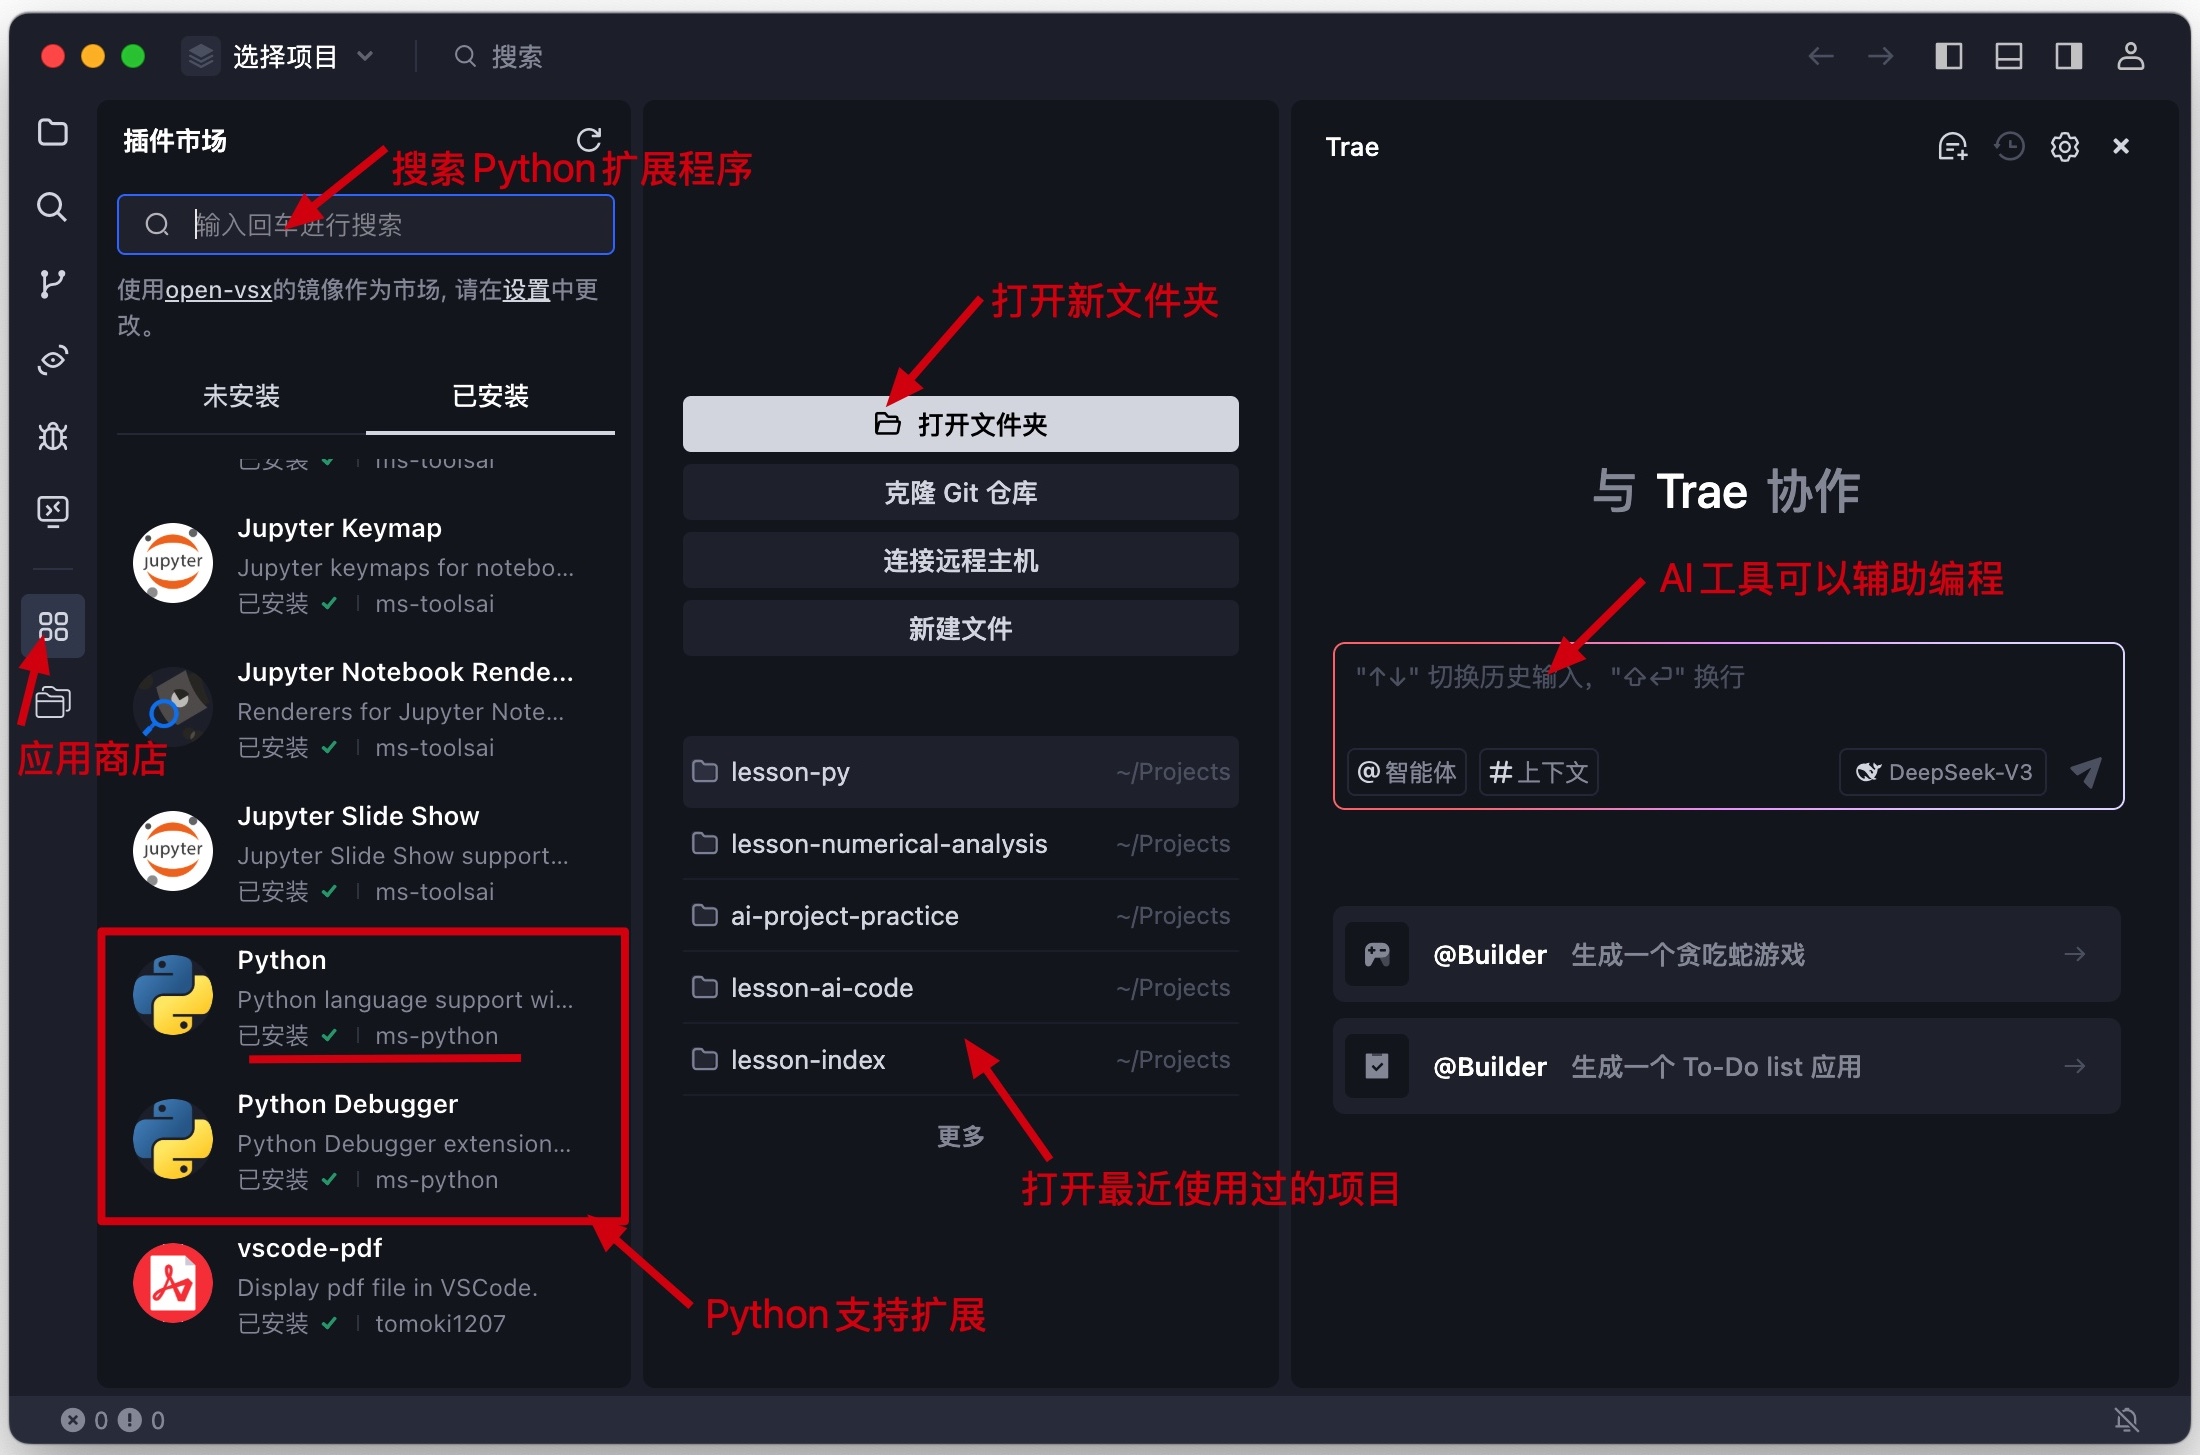 选择项目
搜索
插件市场
搜索Python扩展程序
输入回车进行搜索
使用open-vsx的镜像作为市场, 请在设置中更
改。
未安装
已安装
已安装 ms-toolsai
jupyter
Jupyter Keymap
Jupyter keymaps for notebo...
已安装 ms-toolsai
Jupyter Notebook Rende...
Renderers for Jupyter Note...
已安装 ms-toolsai
应用商店
jupyter
Jupyter Slide Show
Jupyter Slide Show support...
已安装 ms-toolsai
Python
Python language support wi...
已安装 ms-python
Python Debugger
Python Debugger extension...
已安装 ms-python
vscode-pdf
Display pdf file in VSCode.
已安装 tomoki1207
Python支持扩展
打开新文件夹
打开文件夹
克隆 Git 仓库
连接远程主机
新建文件
lesson-py ~/Projects
lesson-numerical-analysis ~/Projects
ai-project-practice ~/Projects
lesson-ai-code ~/Projects
lesson-index ~/Projects
更多
打开最近使用过的项目
Trae
与 Trae 协作
AI工具可以辅助编程
"↑↓" 切换历史输入，"⇧⏎" 换行
@智能体
#上下文
DeepSeek-V3
@Builder 生成一个贪吃蛇游戏
@Builder 生成一个 To-Do list 应用
0 0